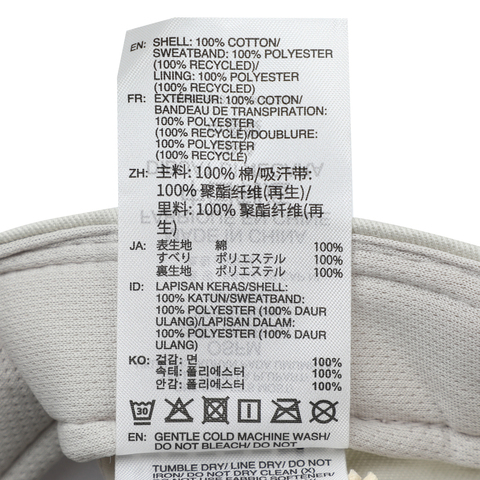 EN: SHELL: 100% COTTON/
SWEATBAND: 100% POLYESTER
(100% RECYCLED)/
LINING: 100% POLYESTER
(100% RECYCLED)
FR: EXTÉRIEUR: 100% COTON/
BANDEAU DE TRANSPIRATION:
100% POLYESTER
(100% RECYCLÉ)/DOUBLURE:
100% POLYESTER
(100% RECYCLÉ)
ZH: 主料: 100% 棉/吸汗带:
100% 聚酯纤维(再生)/
里料: 100% 聚酯纤维(再
生)
JA: 表生地 綿 100%
すべり ポリエステル 100%
裏生地 ポリエステル 100%
ID: LAPISAN KERAS/SHELL:
100% KATUN/SWEATBAND:
100% POLYESTER (100% DAUR
ULANG)/LAPISAN DALAM:
100% POLYESTER (100% DAUR
ULANG)
KO: 겉감: 면 100%
속테: 폴리에스터 100%
안감: 폴리에스터 100%
30
EN: GENTLE COLD MACHINE WASH/
DO NOT BLEACH/ DO NOT
TUMBLE DRY/ LINE DRY/ DO NOT
IRON/ DO NOT DRY CLEAN (X)
DO NOT USE FABRIC SOFTENER/